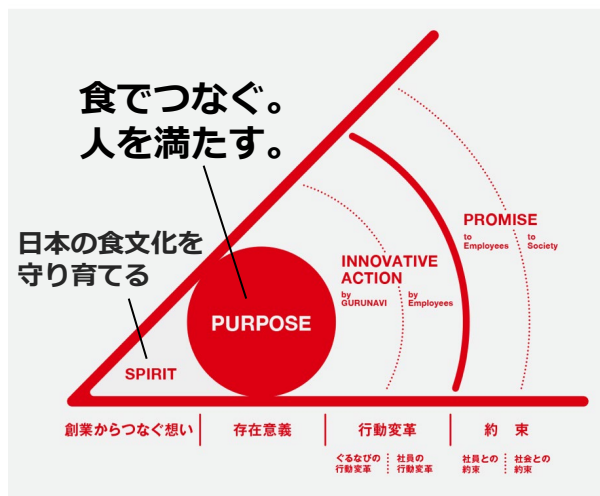 食でつなぐ。
人を満たす。
日本の食文化を
守り育てる
SPIRIT
PURPOSE
INNOVATIVE
ACTION
by
GURUNAVI
by
Employees
PROMISE
to
Employees
to
Society
創業からつなぐ想い
存在意義
行動変革
約 束
ぐるなびの
行動変革
社員の
行動変革
社員との
約束
社会との
約束